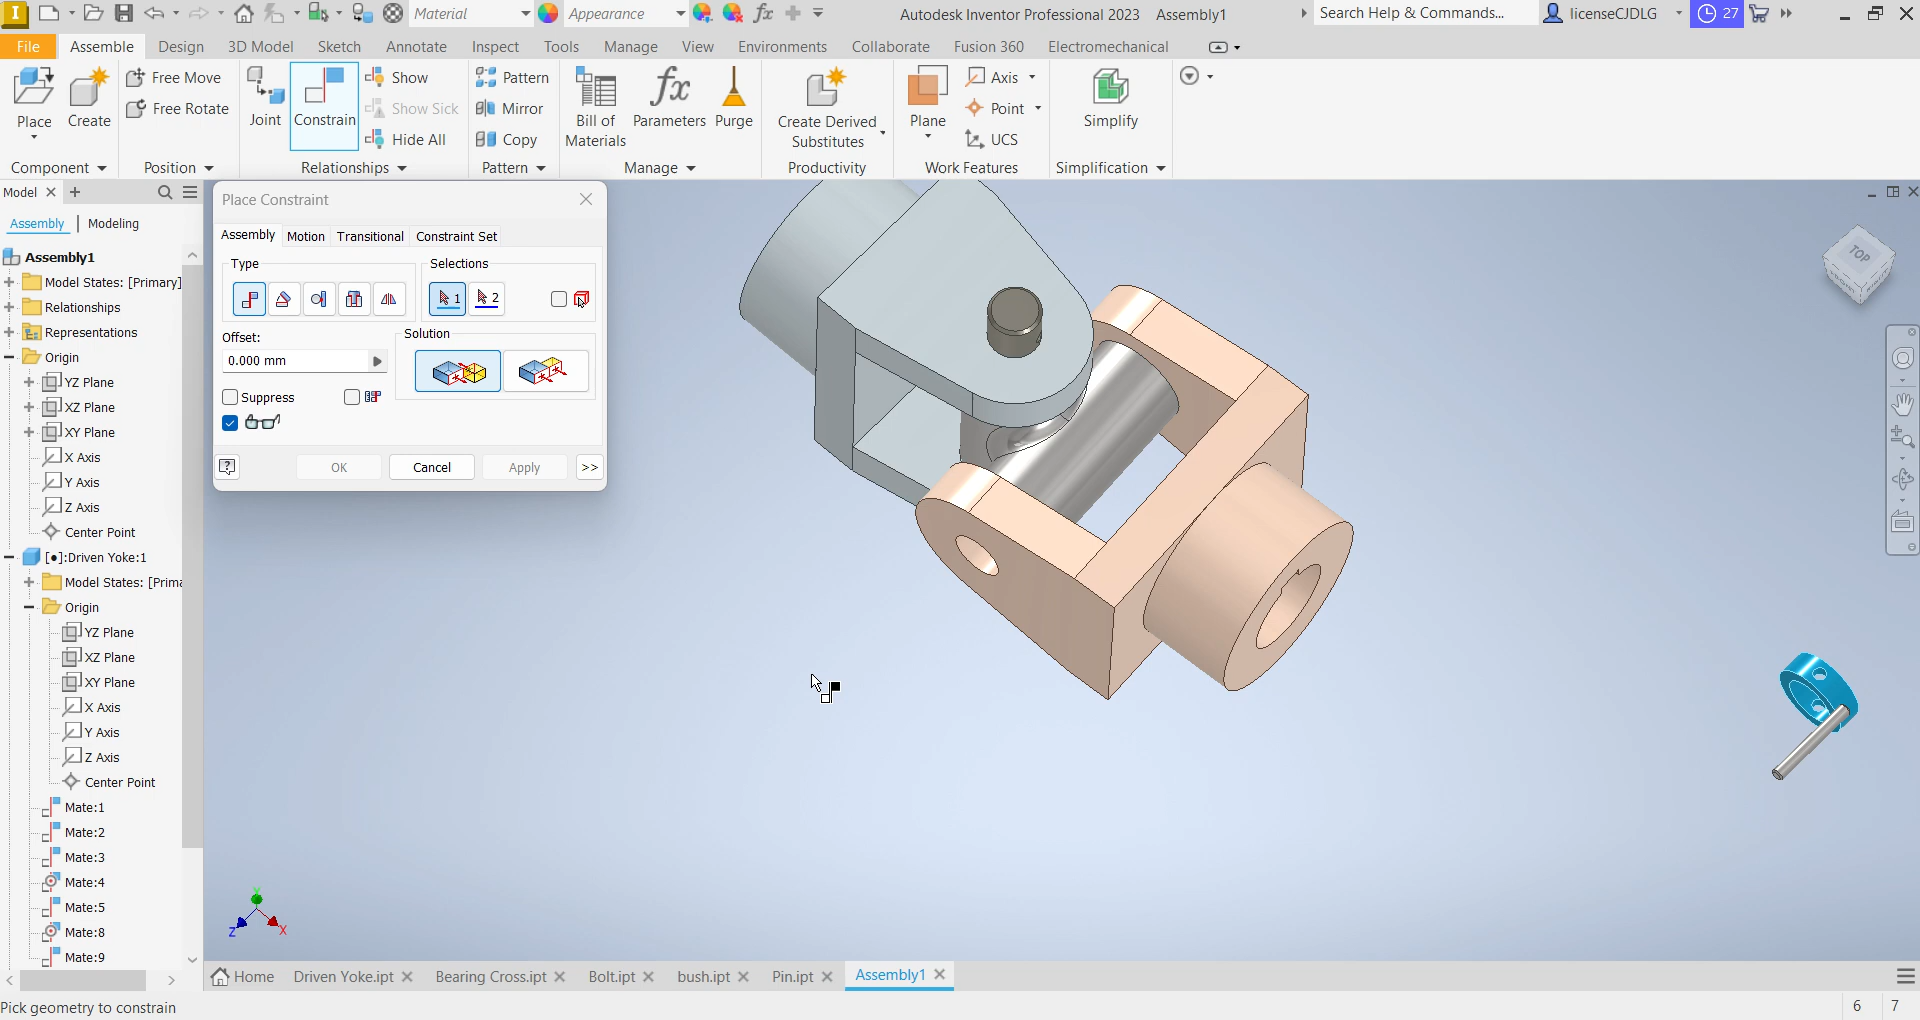 Material
Appearance
Autodesk Inventor Professional 2023 Assembly1
Search Help & Commands...
licenseCJDLG
27
File
Assemble
Design
3D Model
Sketch
Annotate
Inspect
Tools
Manage
View
Environments
Collaborate
Fusion 360
Electromechanical
Place
Create
Free Move
Free Rotate
Joint
Constrain
Show
Show Sick
Hide All
Pattern
Mirror
Copy
Bill of
Materials
Parameters
Purge
Create Derived
Substitutes
Plane
Axis
Point
UCS
Simplify
Component
Position
Relationships
Pattern
Manage
Productivity
Work Features
Simplification
Model
Assembly
Modeling
Assembly1
Model States: [Primary]
Relationships
Representations
Origin
YZ Plane
XZ Plane
XY Plane
X Axis
Y Axis
Z Axis
Center Point
[●]:Driven Yoke:1
Model States: [Prima
Origin
YZ Plane
XZ Plane
XY Plane
X Axis
Y Axis
Z Axis
Center Point
Mate:1
Mate:2
Mate:3
Mate:4
Mate:5
Mate:8
Mate:9
Place Constraint
Assembly
Motion
Transitional
Constraint Set
Type
Selections
1
2
Offset:
0.000 mm
Solution
Suppress
OK
Cancel
Apply
>>
TOP
Y
Z
X
Home
Driven Yoke.ipt
Bearing Cross.ipt
Bolt.ipt
bush.ipt
Pin.ipt
Assembly1
Pick geometry to constrain
6
7